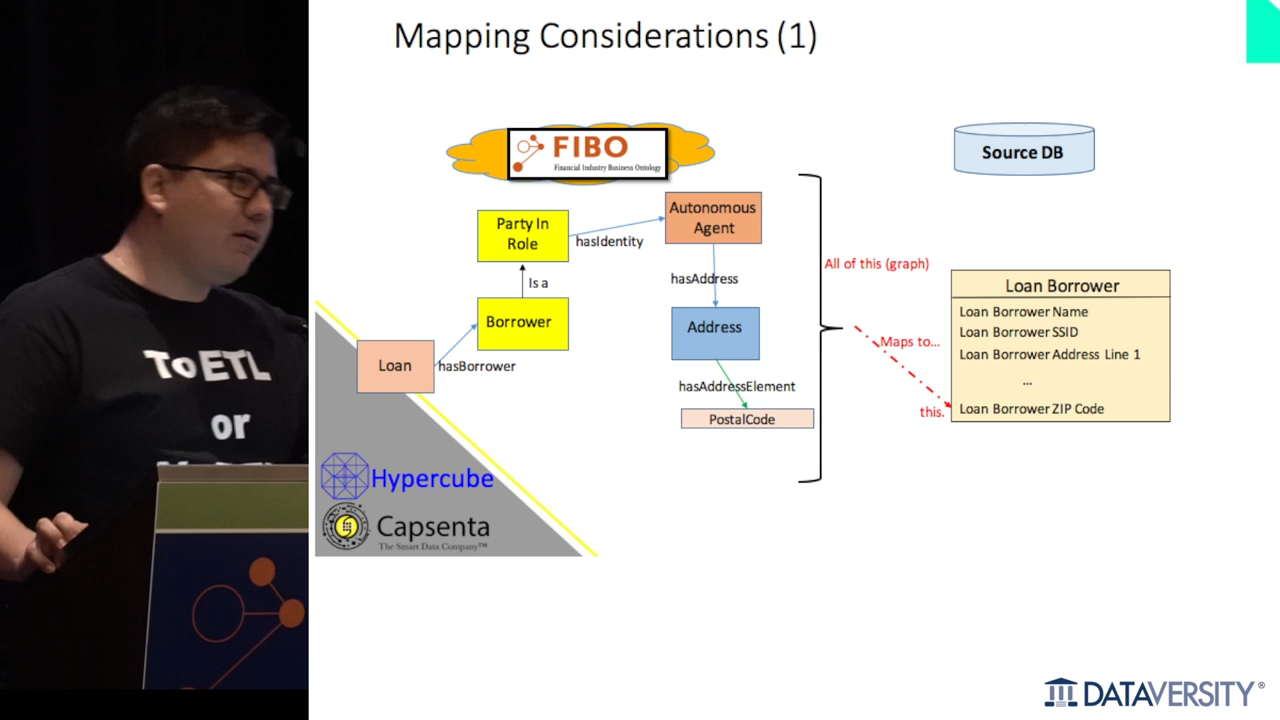 Mapping Considerations (1)
FIBO
Financial Industry Business Ontology
Source DB
Party In
Role
hasIdentity
Autonomous
Agent
Is a
hasAddress
All of this (graph)
Borrower
Address
Loan
hasBorrower
hasAddressElement
PostalCode
Maps to...
this.
Loan Borrower
Loan Borrower Name
Loan Borrower SSID
Loan Borrower Address Line 1
...
Loan Borrower ZIP Code
To ETL
or
Hypercube
Capsenta
The Smart Data Company™
DATAVERSITY®